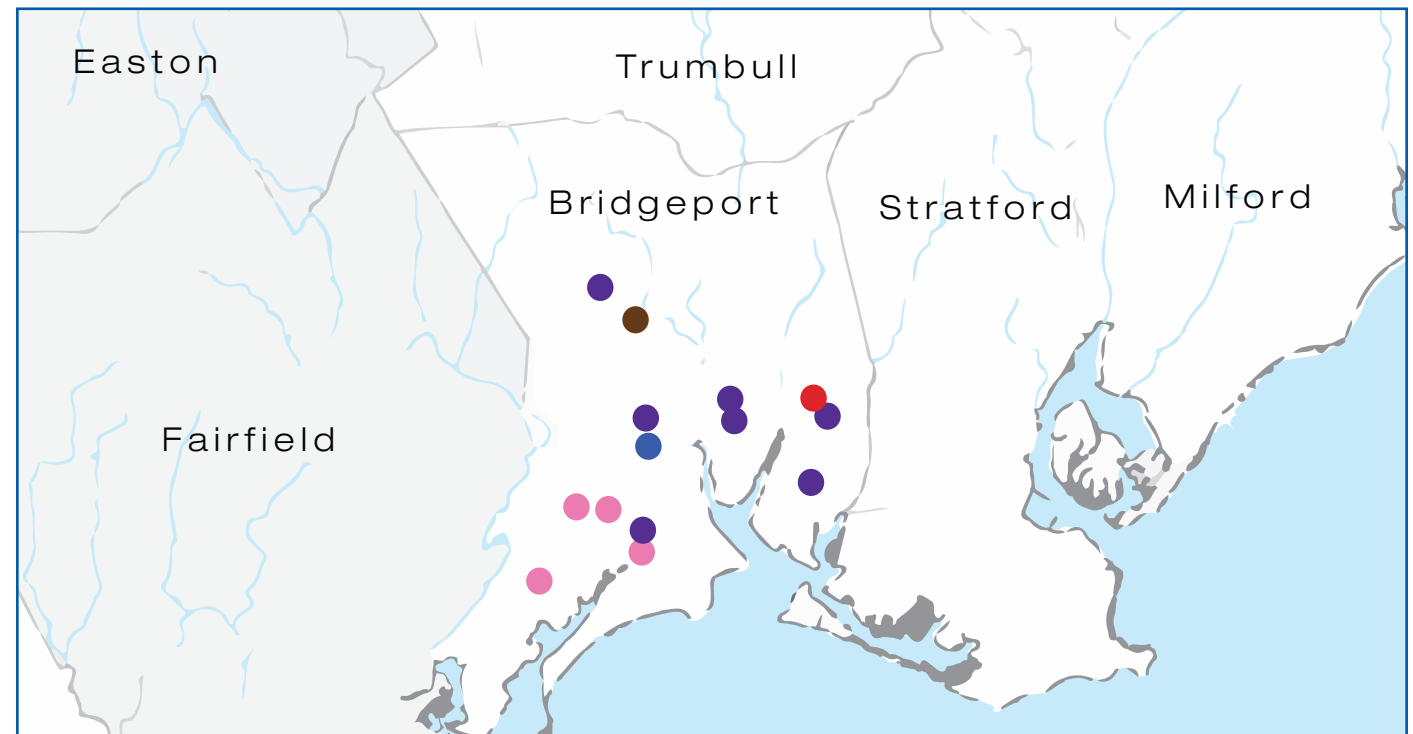 Easton
Trumbull
Bridgeport
Stratford
Milford
Fairfield